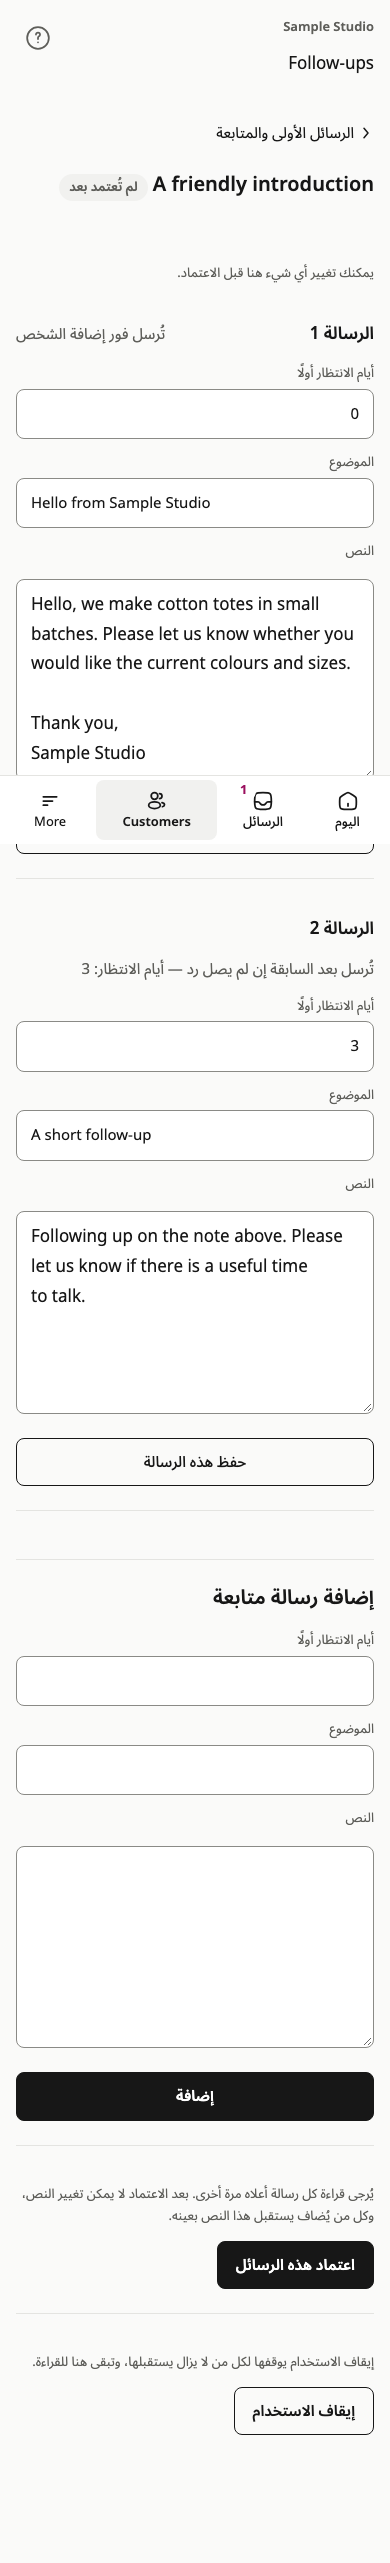 Sample Studio
Follow-ups
الرسائل الأولى والمتابعة
A friendly introduction لم تُعتمد بعد
يمكنك تغيير أي شيء هنا قبل الاعتماد.
الرسالة 1
تُرسل فور إضافة الشخص
أيام الانتظار أولًا
0
الموضوع
Hello from Sample Studio
النص
Hello, we make cotton totes in small
batches. Please let us know whether you
would like the current colours and sizes.
Thank you,
Sample Studio
اليوم
الرسائل 1
Customers
More
الرسالة 2
تُرسل بعد السابقة إن لم يصل رد — أيام الانتظار: 3
أيام الانتظار أولًا
3
الموضوع
A short follow-up
النص
Following up on the note above. Please
let us know if there is a useful time
to talk.
حفظ هذه الرسالة
إضافة رسالة متابعة
أيام الانتظار أولًا
الموضوع
النص
إضافة
يُرجى قراءة كل رسالة أعلاه مرة أخرى. بعد الاعتماد لا يمكن تغيير النص،
وكل من يُضاف يستقبل هذا النص بعينه.
اعتماد هذه الرسائل
إيقاف الاستخدام يوقفها لكل من لا يزال يستقبلها، وتبقى هنا للقراءة.
إيقاف الاستخدام